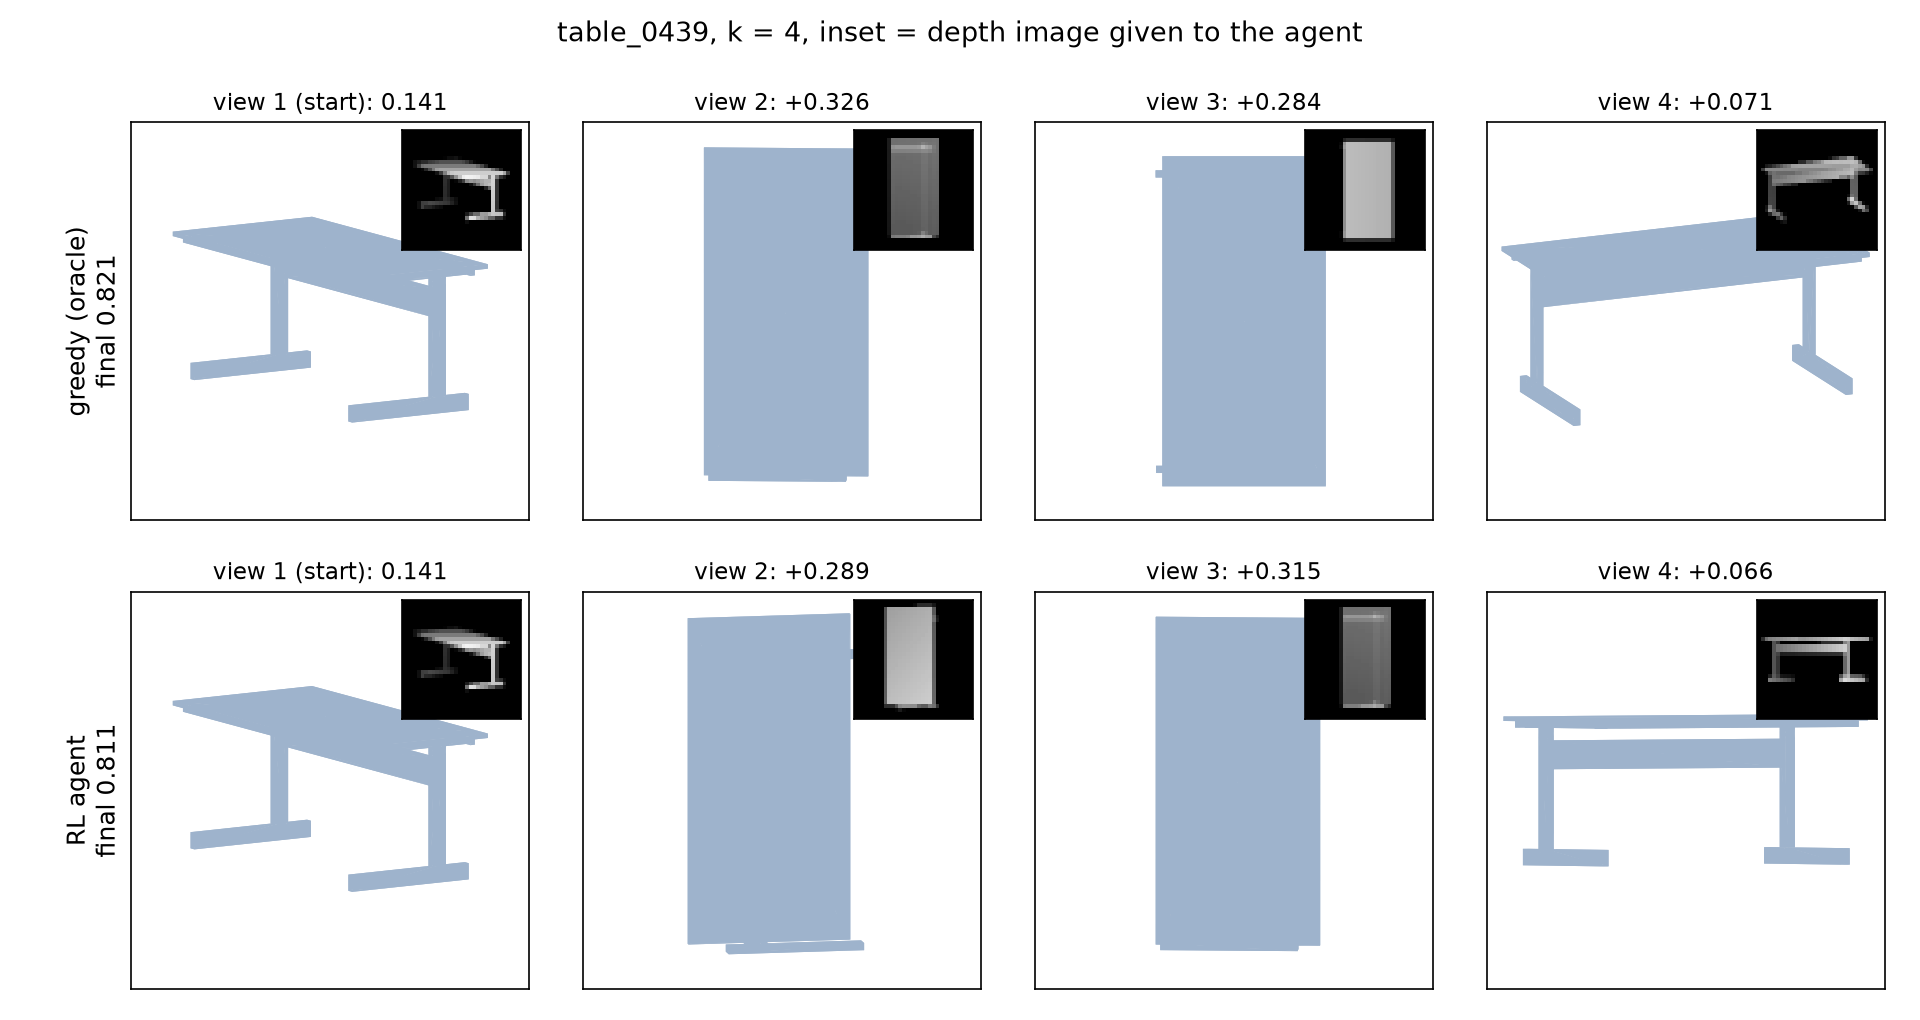 table_0439, k = 4, inset = depth image given to the agent
view 1 (start): 0.141
view 2: +0.326
view 3: +0.284
view 4: +0.071
greedy (oracle)
final 0.821
view 1 (start): 0.141
view 2: +0.289
view 3: +0.315
view 4: +0.066
RL agent
final 0.811